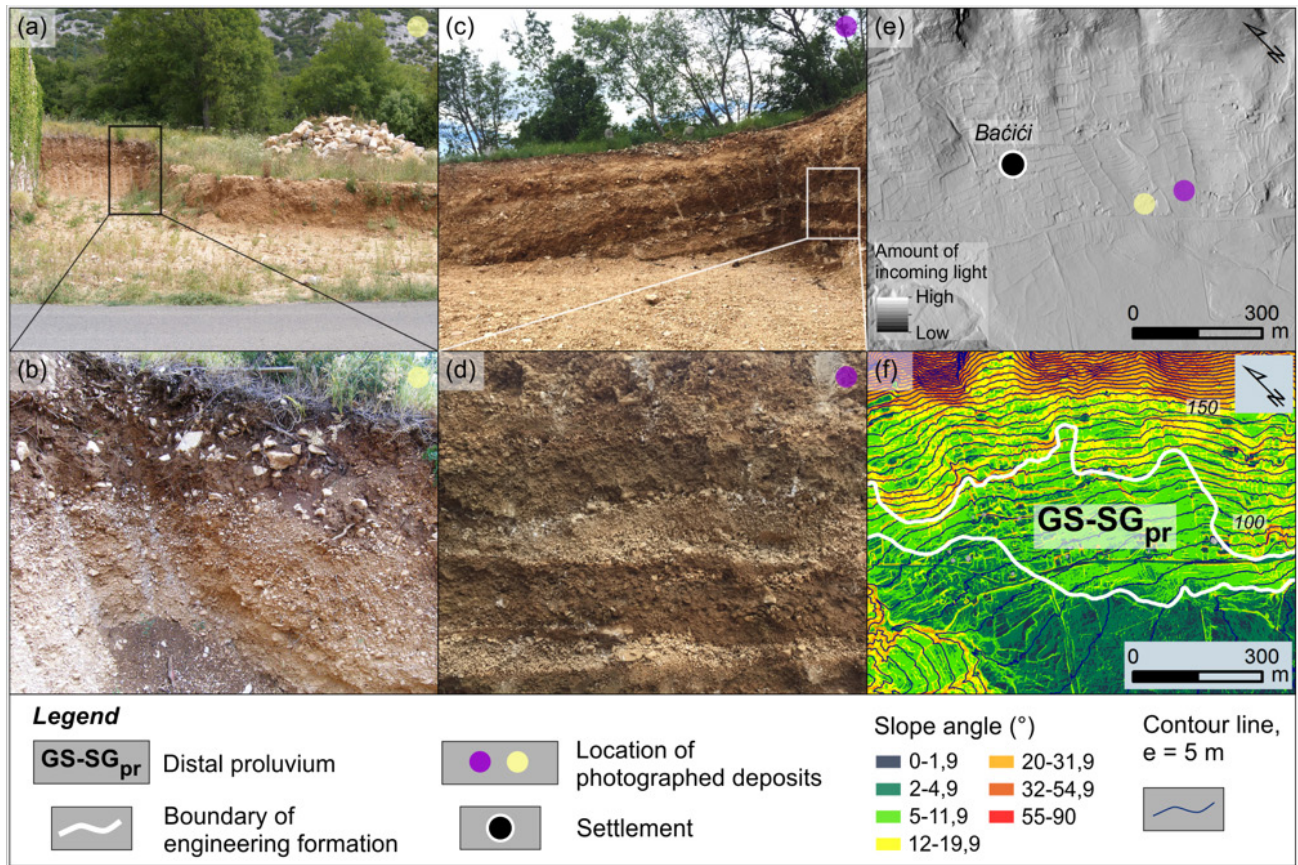 (a)
(c)
(e)
Baćići
Amount of
incoming light
High
Low
0 300
m
(b)
(d)
(f)
150
GS-SGpr
100
0 300
m
Legend
GS-SGpr Distal proluvium
Boundary of
engineering formation
Location of
photographed deposits
Settlement
Slope angle (°)
0-1,9
2-4,9
5-11,9
12-19,9
20-31,9
32-54,9
55-90
Contour line,
e = 5 m